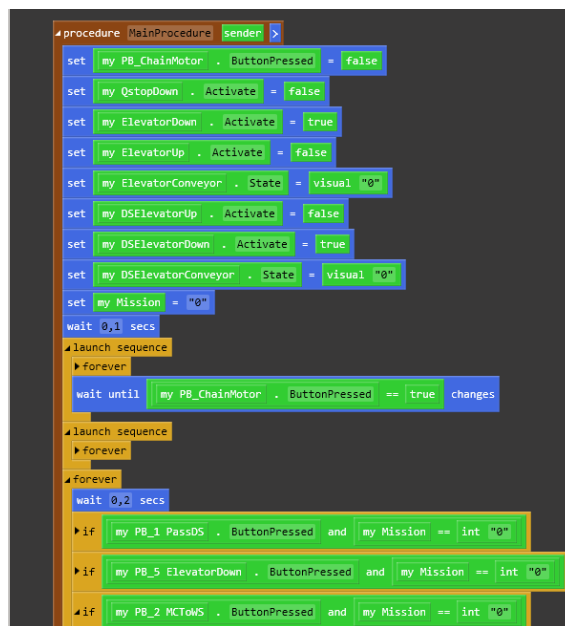 procedure MainProcedure sender >
set my PB_ChainMotor . ButtonPressed = false
set my QstopDown . Activate = false
set my ElevatorDown . Activate = true
set my ElevatorUp . Activate = false
set my ElevatorConveyor . State = visual "0"
set my DSElevatorUp . Activate = false
set my DSElevatorDown . Activate = true
set my DSElevatorConveyor . State = visual "0"
set my Mission = "0"
wait 0,1 secs
launch sequence
forever
wait until my PB_ChainMotor . ButtonPressed == true changes
launch sequence
forever
forever
wait 0,2 secs
if my PB_1 PassDS . ButtonPressed and my Mission == int "0"
if my PB_5 ElevatorDown . ButtonPressed and my Mission == int "0"
if my PB_2 MCToWS . ButtonPressed and my Mission == int "0"